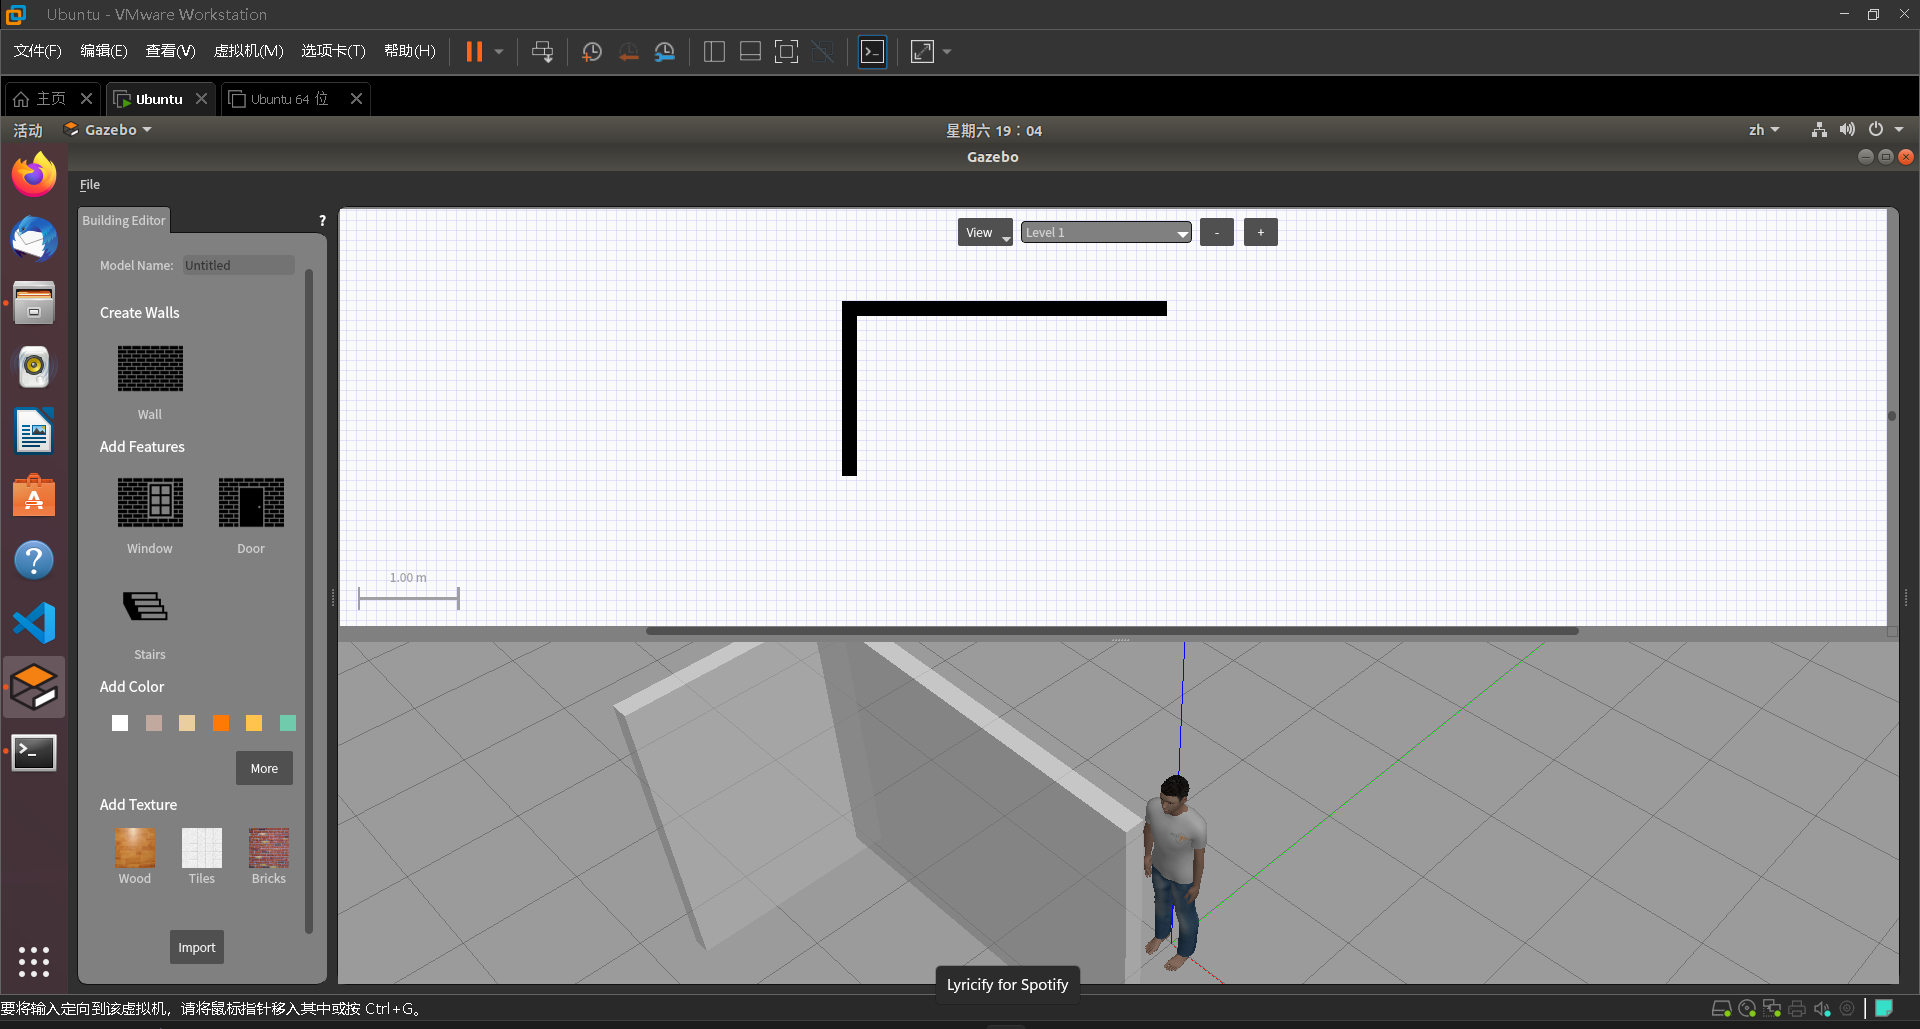 Ubuntu - VMware Workstation
文件(F) 编辑(E) 查看(V) 虚拟机(M) 选项卡(T) 帮助(H)
主页 Ubuntu Ubuntu 64 位
活动 Gazebo 星期六 19：04 zh
Gazebo
File
Building Editor ?
View Level 1 - +
Model Name: Untitled
Create Walls
Wall
Add Features
Window Door
1.00 m
Stairs
Add Color
More
Add Texture
Wood Tiles Bricks
Import
Lyricify for Spotify
要将输入定向到该虚拟机，请将鼠标指针移入其中或按 Ctrl+G。